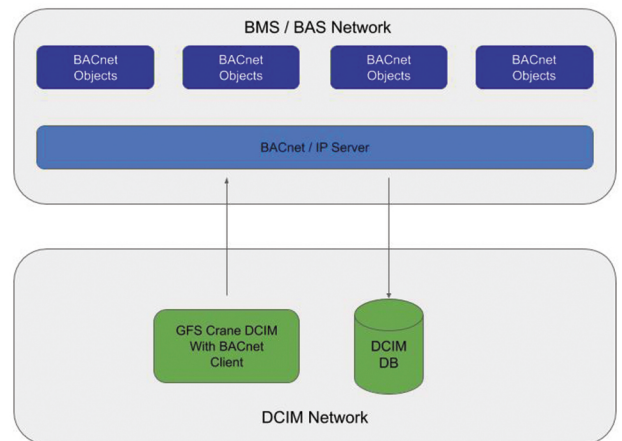 BMS / BAS Network
BACnet
Objects
BACnet
Objects
BACnet
Objects
BACnet
Objects
BACnet / IP Server
GFS Crane DCIM
With BACnet
Client
DCIM
DB
DCIM Network